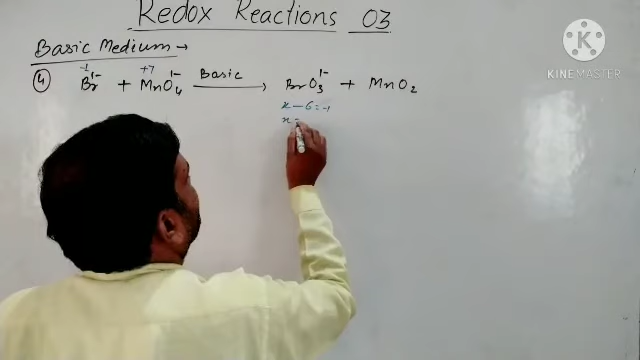 Redox Reactions 03
Basic Medium →
-1 +7
④ Br¹⁻ + MnO₄¹⁻ Basic → BrO₃¹⁻ + MnO₂
x - 6 = -1
x =
KINEMASTER